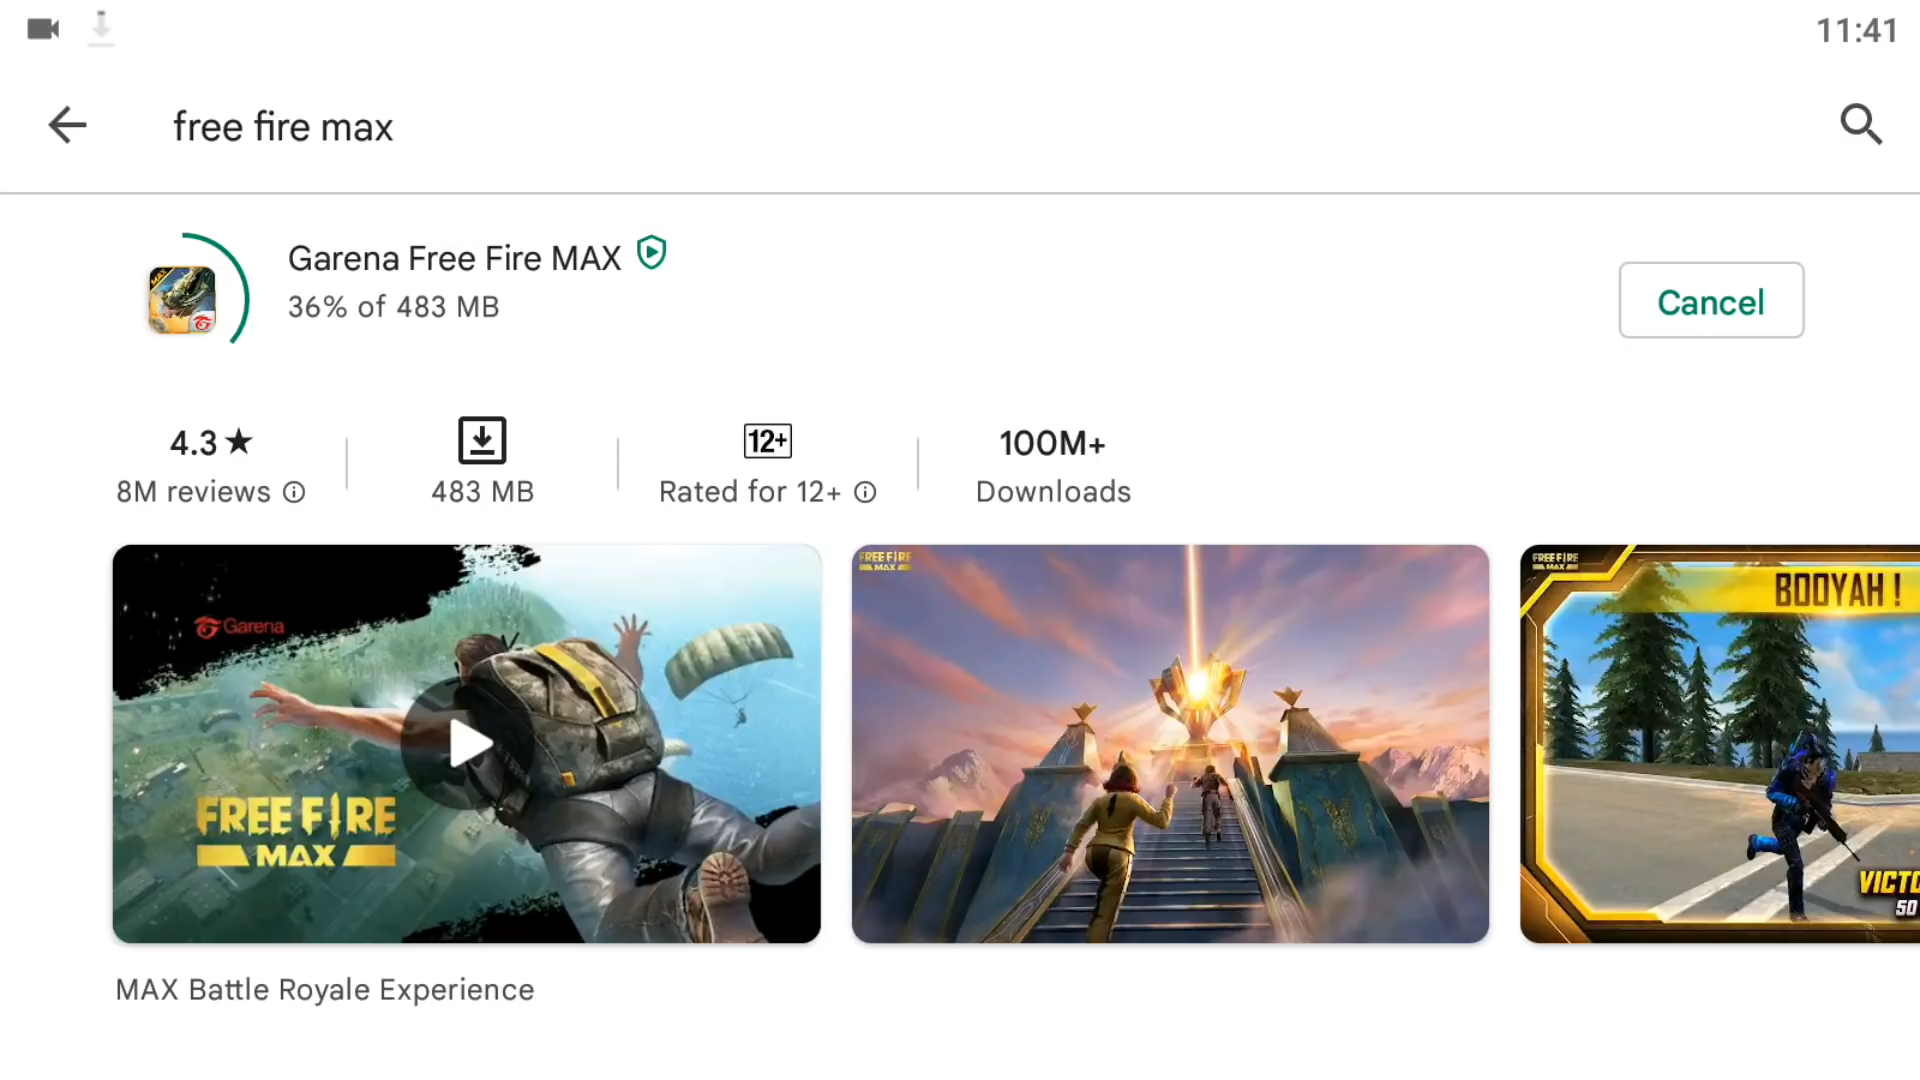 11:41
free fire max
Garena Free Fire MAX
36% of 483 MB
Cancel
4.3 ★
8M reviews
483 MB
12+
Rated for 12+
100M+
Downloads
Garena
FREE FIRE
MAX
FREE FIRE
MAX
FREE FIRE
MAX
BOOYAH !
VICTO
50
MAX Battle Royale Experience